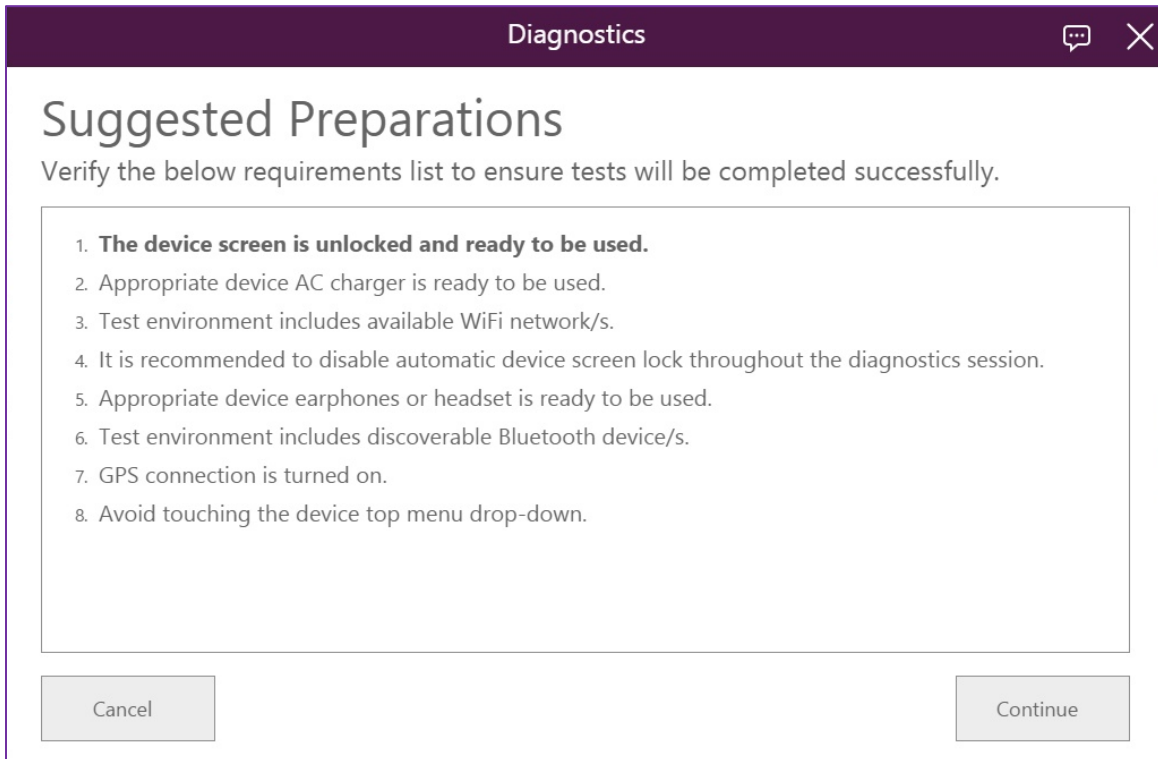 Diagnostics
Suggested Preparations
Verify the below requirements list to ensure tests will be completed successfully.
1. The device screen is unlocked and ready to be used.
2. Appropriate device AC charger is ready to be used.
3. Test environment includes available WiFi network/s.
4. It is recommended to disable automatic device screen lock throughout the diagnostics session.
5. Appropriate device earphones or headset is ready to be used.
6. Test environment includes discoverable Bluetooth device/s.
7. GPS connection is turned on.
8. Avoid touching the device top menu drop-down.
Cancel
Continue